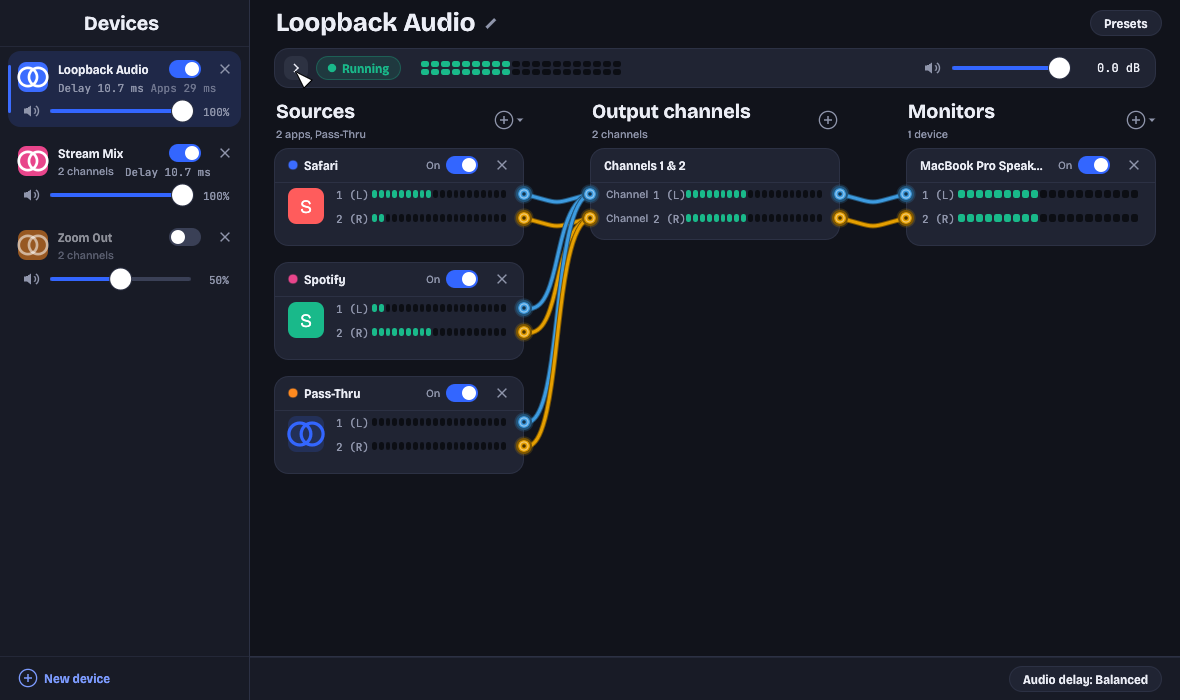 Devices
Loopback Audio
Delay 10.7 ms Apps 29 ms
100%
Stream Mix
2 channels Delay 10.7 ms
100%
Zoom Out
2 channels
50%
New device
Loopback Audio
Presets
Running
0.0 dB
Sources
2 apps, Pass-Thru
Safari
On
S
1 (L)
2 (R)
Spotify
On
S
1 (L)
2 (R)
Pass-Thru
On
1 (L)
2 (R)
Output channels
2 channels
Channels 1 & 2
Channel 1 (L)
Channel 2 (R)
Monitors
1 device
MacBook Pro Speak...
On
1 (L)
2 (R)
Audio delay: Balanced